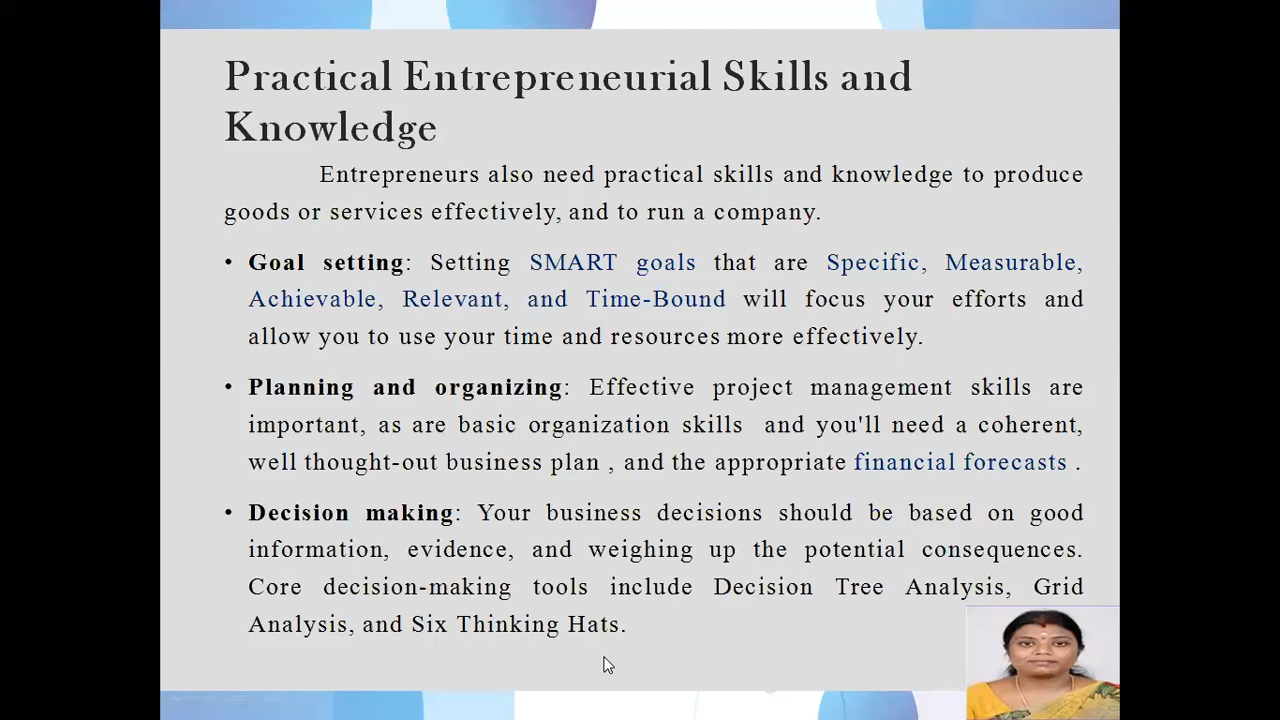 Practical Entrepreneurial Skills and
Knowledge
Entrepreneurs also need practical skills and knowledge to produce
goods or services effectively, and to run a company.
• Goal setting: Setting SMART goals that are Specific, Measurable,
Achievable, Relevant, and Time-Bound will focus your efforts and
allow you to use your time and resources more effectively.
• Planning and organizing: Effective project management skills are
important, as are basic organization skills and you'll need a coherent,
well thought-out business plan , and the appropriate financial forecasts .
• Decision making: Your business decisions should be based on good
information, evidence, and weighing up the potential consequences.
Core decision-making tools include Decision Tree Analysis, Grid
Analysis, and Six Thinking Hats.